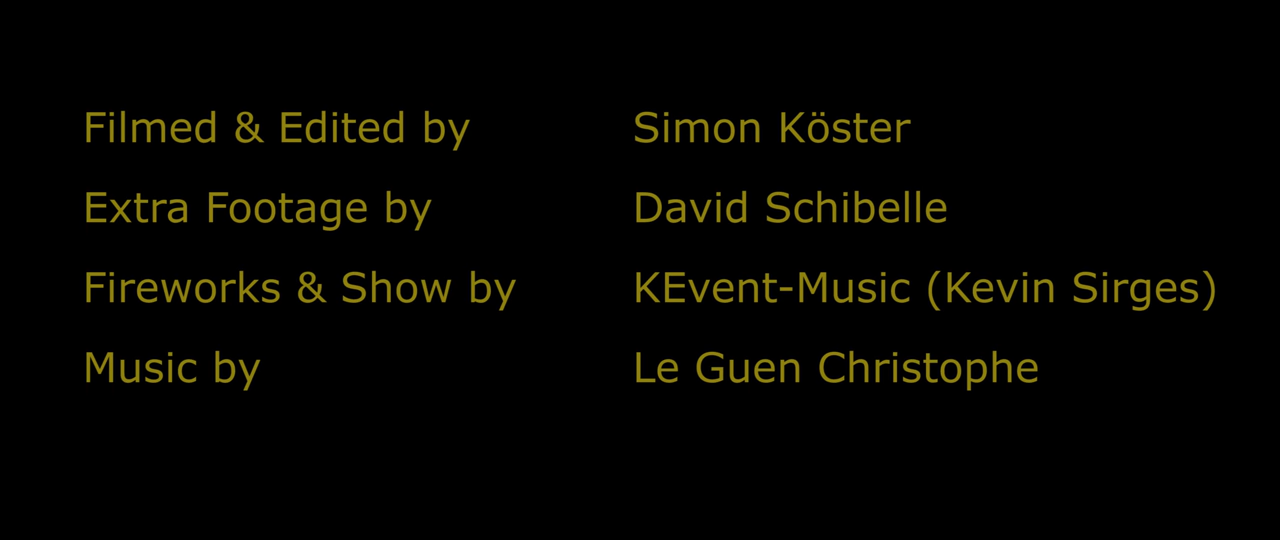 Filmed & Edited by Simon Köster
Extra Footage by David Schibelle
Fireworks & Show by KEvent-Music (Kevin Sirges)
Music by Le Guen Christophe